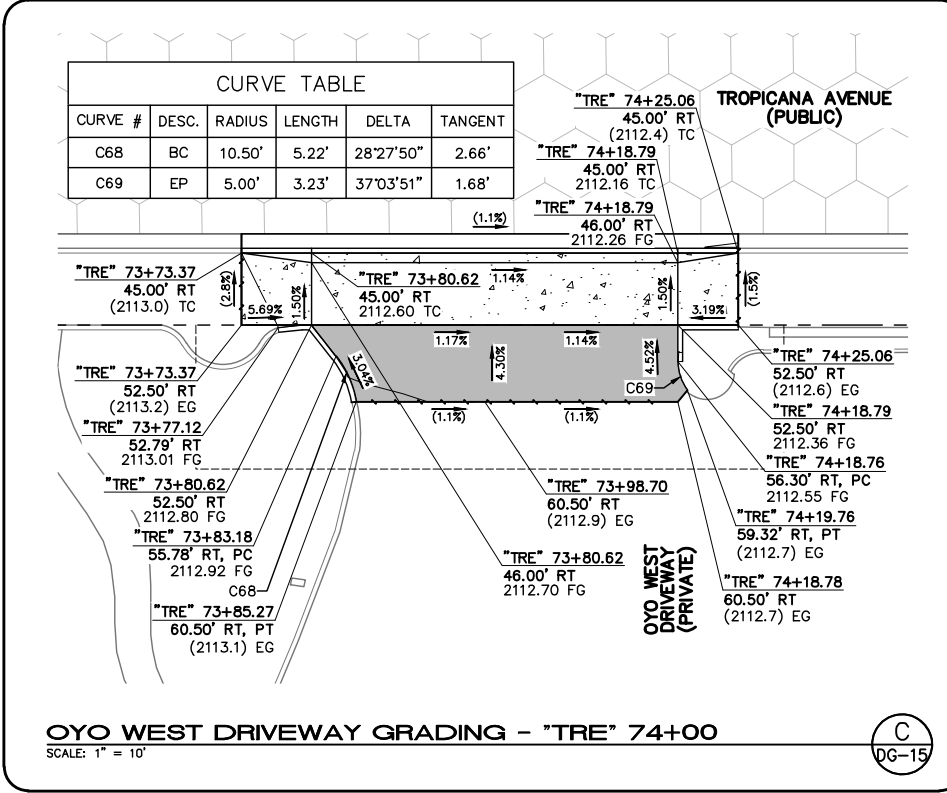 CURVE TABLE
CURVE # DESC. RADIUS LENGTH DELTA TANGENT
C68 BC 10.50' 5.22' 28°27'50" 2.66'
C69 EP 5.00' 3.23' 37°03'51" 1.68'
TROPICANA AVENUE
(PUBLIC)
"TRE" 74+25.06
45.00' RT
(2112.4) TC
"TRE" 74+18.79
45.00' RT
2112.16 TC
"TRE" 74+18.79
46.00' RT
2112.26 FG
(1.1%)
"TRE" 73+73.37
45.00' RT
(2113.0) TC
(2.8%)
5.69%
1.50%
"TRE" 73+80.62
45.00' RT
2112.60 TC
1.14%
1.50%
3.19%
(1.5%)
1.17%
1.14%
3.04%
4.30%
4.52%
C69
(1.1%)
(1.1%)
"TRE" 73+73.37
52.50' RT
(2113.2) EG
"TRE" 73+77.12
52.79' RT
2113.01 FG
"TRE" 73+80.62
52.50' RT
2112.80 FG
"TRE" 73+83.18
55.78' RT, PC
2112.92 FG
C68
"TRE" 73+85.27
60.50' RT, PT
(2113.1) EG
"TRE" 73+98.70
60.50' RT
(2112.9) EG
"TRE" 73+80.62
46.00' RT
2112.70 FG
"TRE" 74+25.06
52.50' RT
(2112.6) EG
"TRE" 74+18.79
52.50' RT
2112.36 FG
"TRE" 74+18.76
56.30' RT, PC
2112.55 FG
"TRE" 74+19.76
59.32' RT, PT
(2112.7) EG
"TRE" 74+18.78
60.50' RT
(2112.7) EG
OYO WEST
DRIVEWAY
(PRIVATE)
OYO WEST DRIVEWAY GRADING - "TRE" 74+00
SCALE: 1" = 10'
C
DG-15